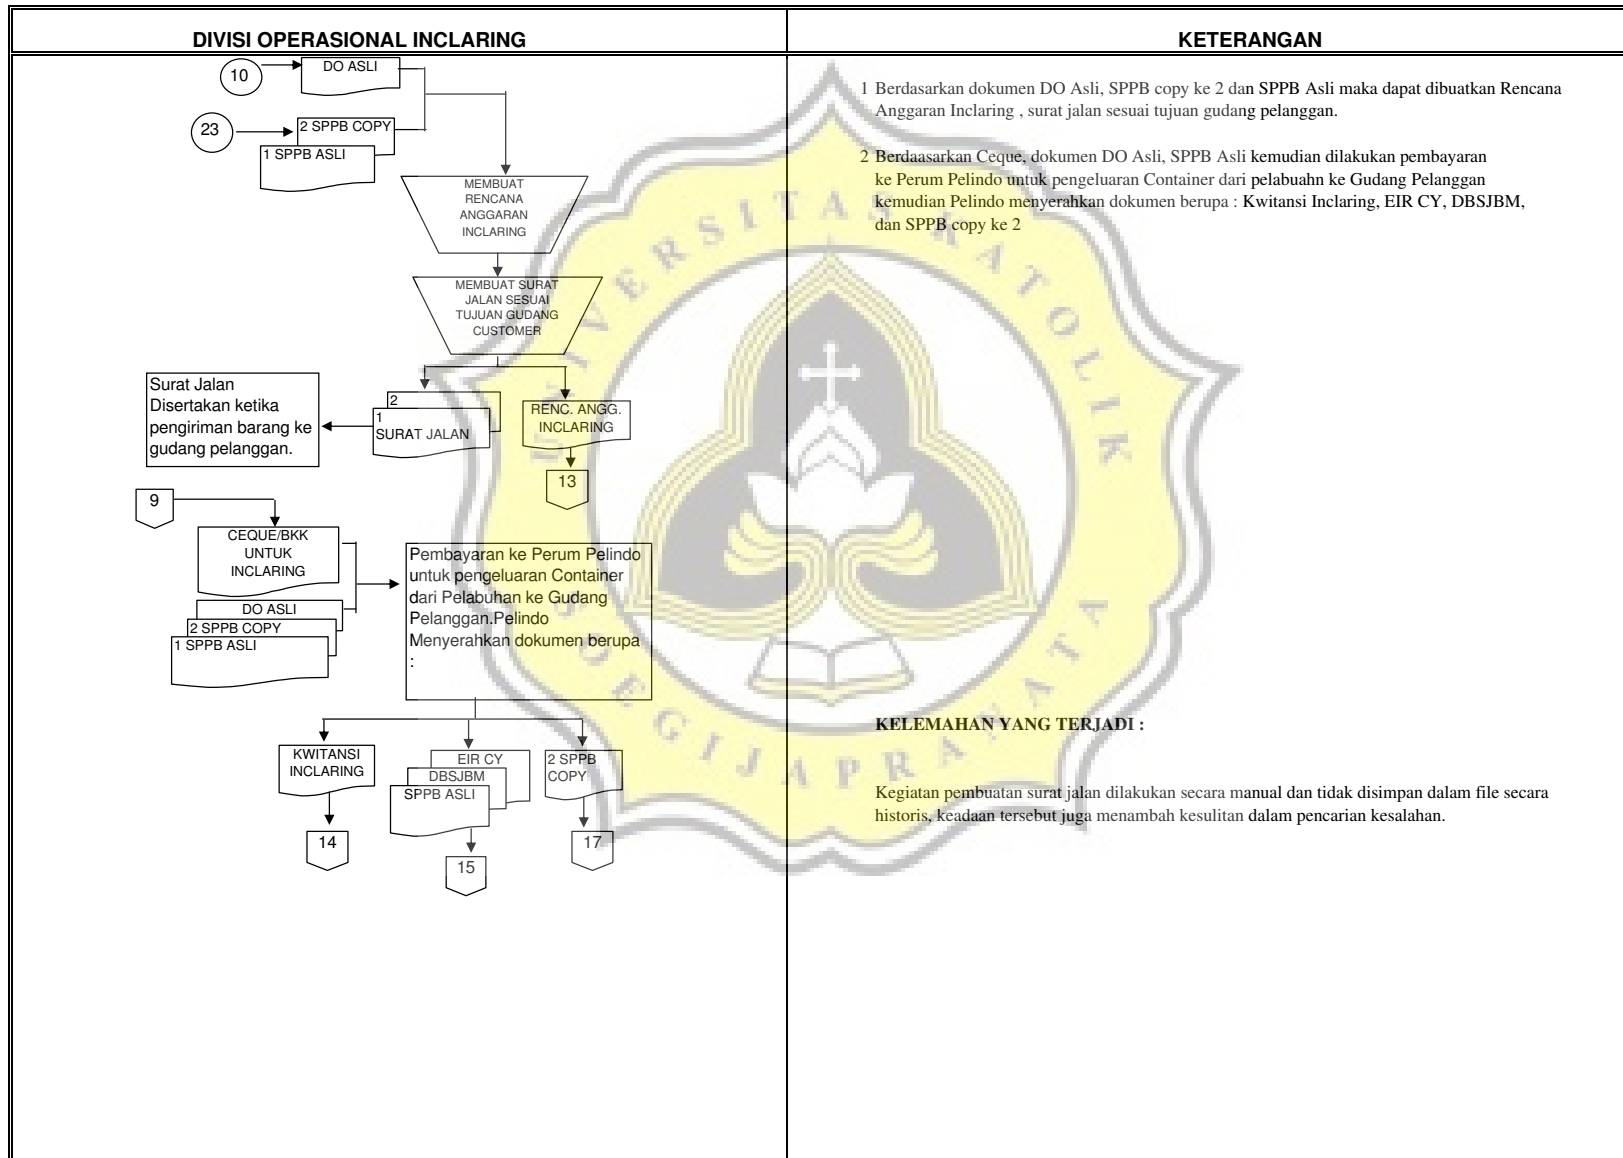 DIVISI OPERASIONAL INCLARING
KETERANGAN
10
DO ASLI
23
2 SPPB COPY
1 SPPB ASLI
MEMBUAT
RENCANA
ANGGARAN
INCLARING
MEMBUAT SURAT
JALAN SESUAI
TUJUAN GUDANG
CUSTOMER
Surat Jalan
Disertakan ketika
pengiriman barang ke
gudang pelanggan.
2
1
SURAT JALAN
RENC. ANGG.
INCLARING
13
9
CEQUE/BKK
UNTUK
INCLARING
DO ASLI
2 SPPB COPY
1 SPPB ASLI
Pembayaran ke Perum Pelindo
untuk pengeluaran Container
dari Pelabuhan ke Gudang
Pelanggan.Pelindo
Menyerahkan dokumen berupa
:
KWITANSI
INCLARING
EIR CY
DBSJBM
SPPB ASLI
2 SPPB
COPY
14
15
17
1 Berdasarkan dokumen DO Asli, SPPB copy ke 2 dan SPPB Asli maka dapat dibuatkan Rencana
Anggaran Inclaring , surat jalan sesuai tujuan gudang pelanggan.
2 Berdaasarkan Ceque, dokumen DO Asli, SPPB Asli kemudian dilakukan pembayaran
ke Perum Pelindo untuk pengeluaran Container dari pelabuahn ke Gudang Pelanggan
kemudian Pelindo menyerahkan dokumen berupa : Kwitansi Inclaring, EIR CY, DBSJBM,
dan SPPB copy ke 2
KELEMAHAN YANG TERJADI :
Kegiatan pembuatan surat jalan dilakukan secara manual dan tidak disimpan dalam file secara
historis, keadaan tersebut juga menambah kesulitan dalam pencarian kesalahan.
UNIVERSITAS KATOLIK
SOEGIJAPRANATA